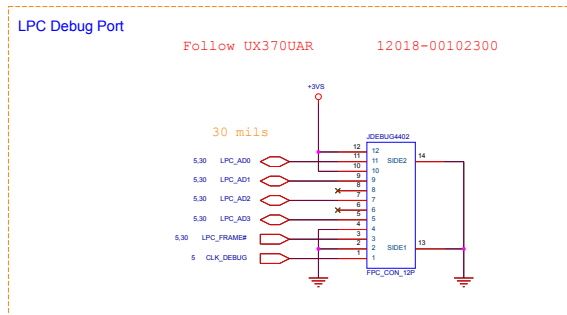 LPC Debug Port
Follow UX370UAR 12018-00102300
+3VS
30 mils
JDEBUG4402
12 12
5,30 LPC_AD0 11 11 SIDE2 14
10 10
5,30 LPC_AD1 9 9
8 8
5,30 LPC_AD2 7 7
6 6
5,30 LPC_AD3 5 5
4 4
5,30 LPC_FRAME# 3 3
2 2 SIDE1 13
5 CLK_DEBUG 1 1
FPC_CON_12P